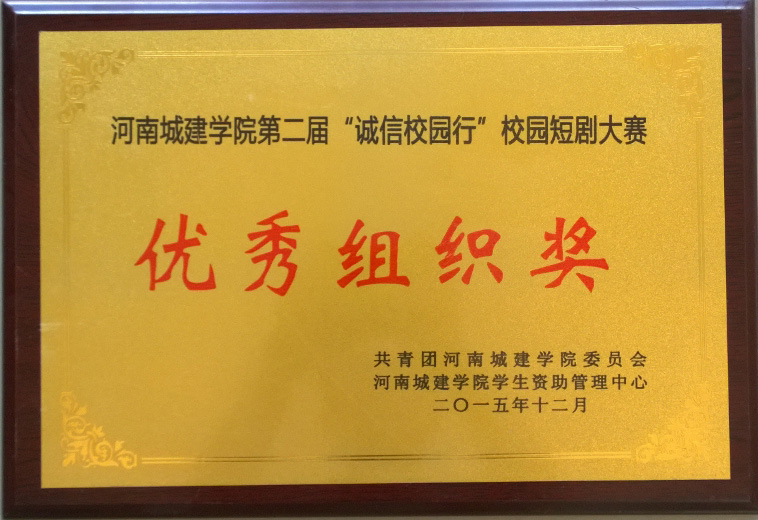 河南城建学院第二届“诚信校园行”校园短剧大赛
优秀组织奖
共青团河南城建学院委员会
河南城建学院学生资助管理中心
二〇一五年十二月